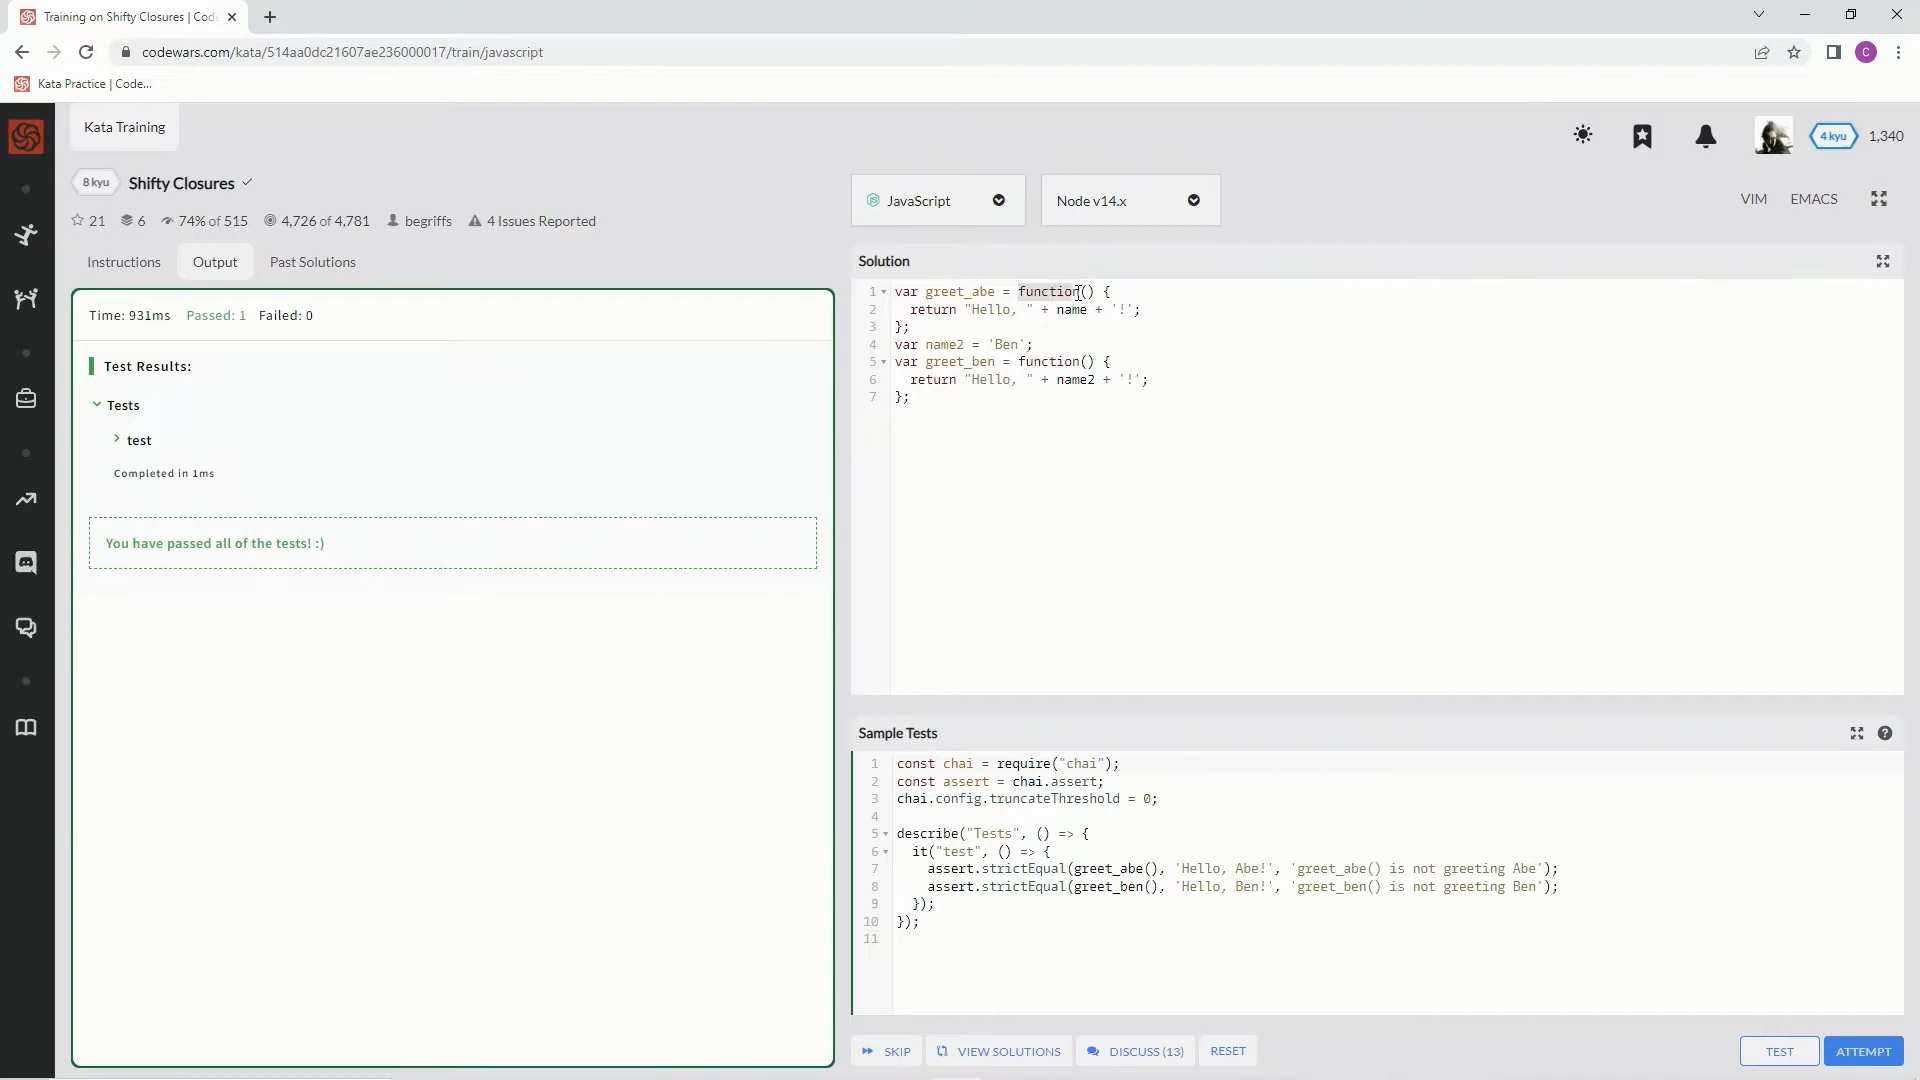 Training on Shifty Closures | Cod
codewars.com/kata/514aa0dc21607ae236000017/train/javascript
C
Kata Practice | Code...
Kata Training
4 kyu
1,340
8 kyu
Shifty Closures
JavaScript
Node v14.x
VIM
EMACS
21
6
74% of 515
4,726 of 4,781
begriffs
4 Issues Reported
Instructions
Output
Past Solutions
Time: 931ms
Passed: 1
Failed: 0
Test Results:
Tests
test
Completed in 1ms
You have passed all of the tests! :)
Solution
1 var greet_abe = function() {
2 return "Hello, " + name + '!';
3 };
4 var name2 = 'Ben';
5 var greet_ben = function() {
6 return "Hello, " + name2 + '!';
7 };
Sample Tests
?
1 const chai = require("chai");
2 const assert = chai.assert;
3 chai.config.truncateThreshold = 0;
4
5 describe("Tests", () => {
6 it("test", () => {
7 assert.strictEqual(greet_abe(), 'Hello, Abe!', 'greet_abe() is not greeting Abe');
8 assert.strictEqual(greet_ben(), 'Hello, Ben!', 'greet_ben() is not greeting Ben');
9 });
10 });
11
SKIP
VIEW SOLUTIONS
DISCUSS (13)
RESET
TEST
ATTEMPT